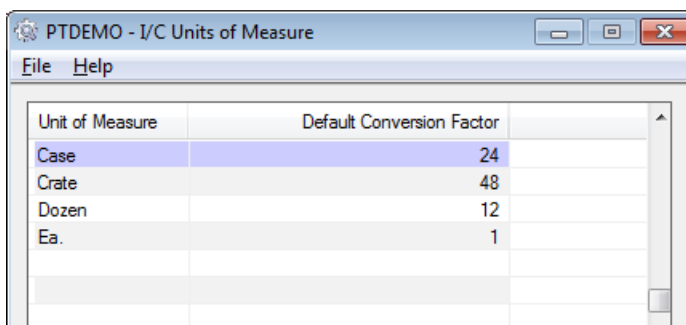 PTDEMO - I/C Units of Measure
File Help
Unit of Measure Default Conversion Factor
Case 24
Crate 48
Dozen 12
Ea. 1